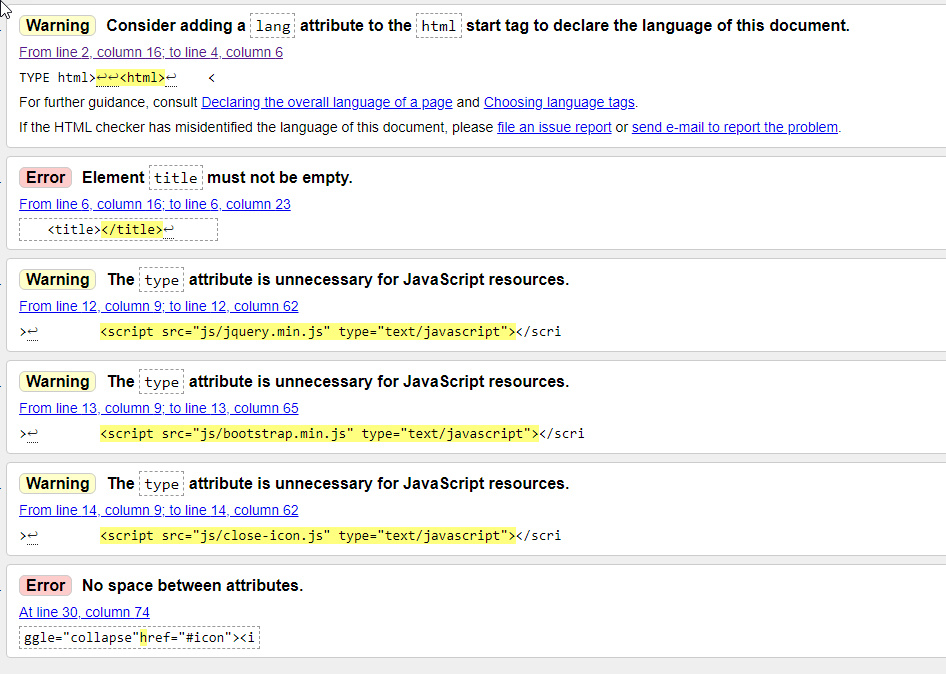 Warning Consider adding a lang attribute to the html start tag to declare the language of this document.
From line 2, column 16; to line 4, column 6
TYPE html>↩↩<html>↩    <
For further guidance, consult Declaring the overall language of a page and Choosing language tags.
If the HTML checker has misidentified the language of this document, please file an issue report or send e-mail to report the problem.
Error Element title must not be empty.
From line 6, column 16; to line 6, column 23
<title></title>↩
Warning The type attribute is unnecessary for JavaScript resources.
From line 12, column 9; to line 12, column 62
>↩        <script src="js/jquery.min.js" type="text/javascript"></scri
Warning The type attribute is unnecessary for JavaScript resources.
From line 13, column 9; to line 13, column 65
>↩        <script src="js/bootstrap.min.js" type="text/javascript"></scri
Warning The type attribute is unnecessary for JavaScript resources.
From line 14, column 9; to line 14, column 62
>↩        <script src="js/close-icon.js" type="text/javascript"></scri
Error No space between attributes.
At line 30, column 74
ggle="collapse"href="#icon"><i